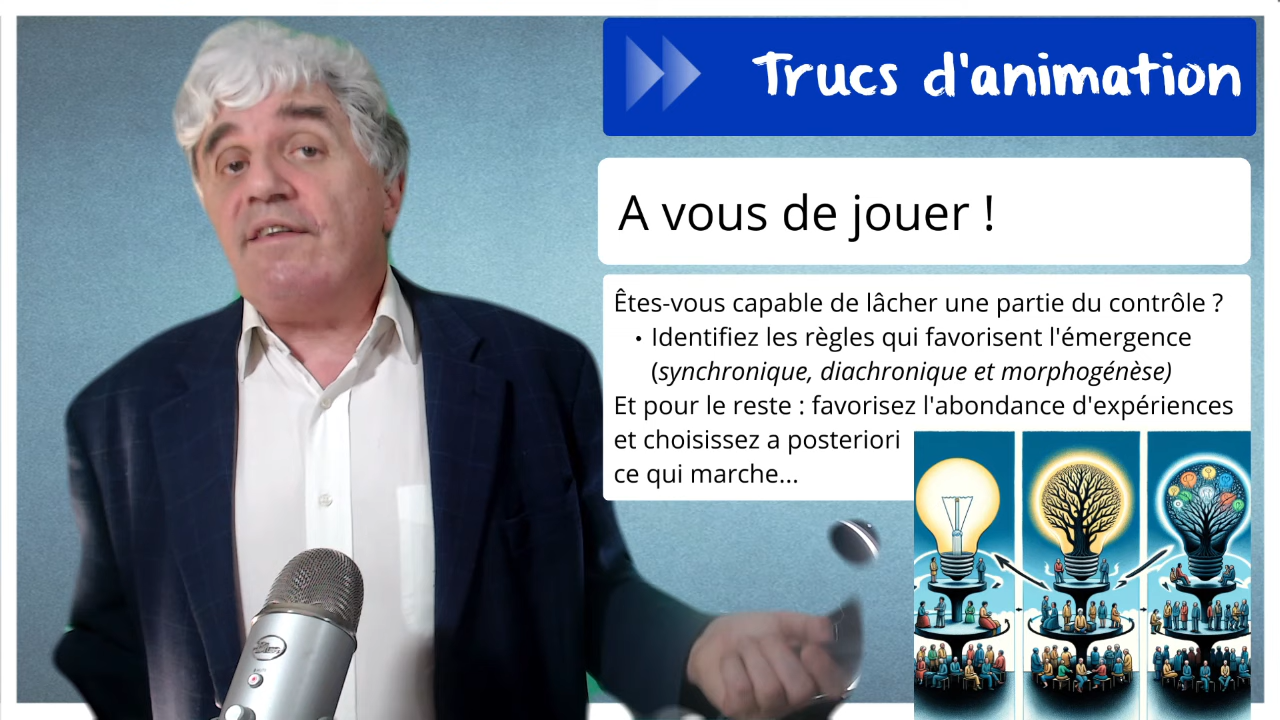 Trucs d'animation
A vous de jouer !
Êtes-vous capable de lâcher une partie du contrôle ?
• Identifiez les règles qui favorisent l'émergence
(synchronique, diachronique et morphogénèse)
Et pour le reste : favorisez l'abondance d'expériences
et choisissez a posteriori
ce qui marche...